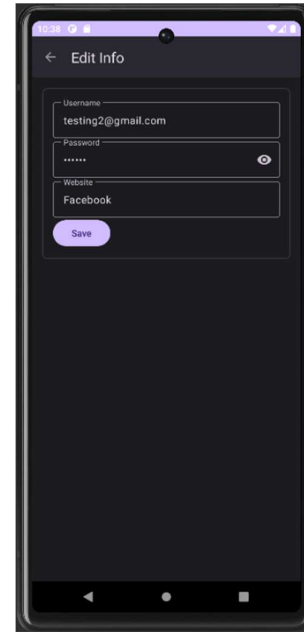 10:38
Edit Info
Username
testing2@gmail.com
Password
••••••
Website
Facebook
Save